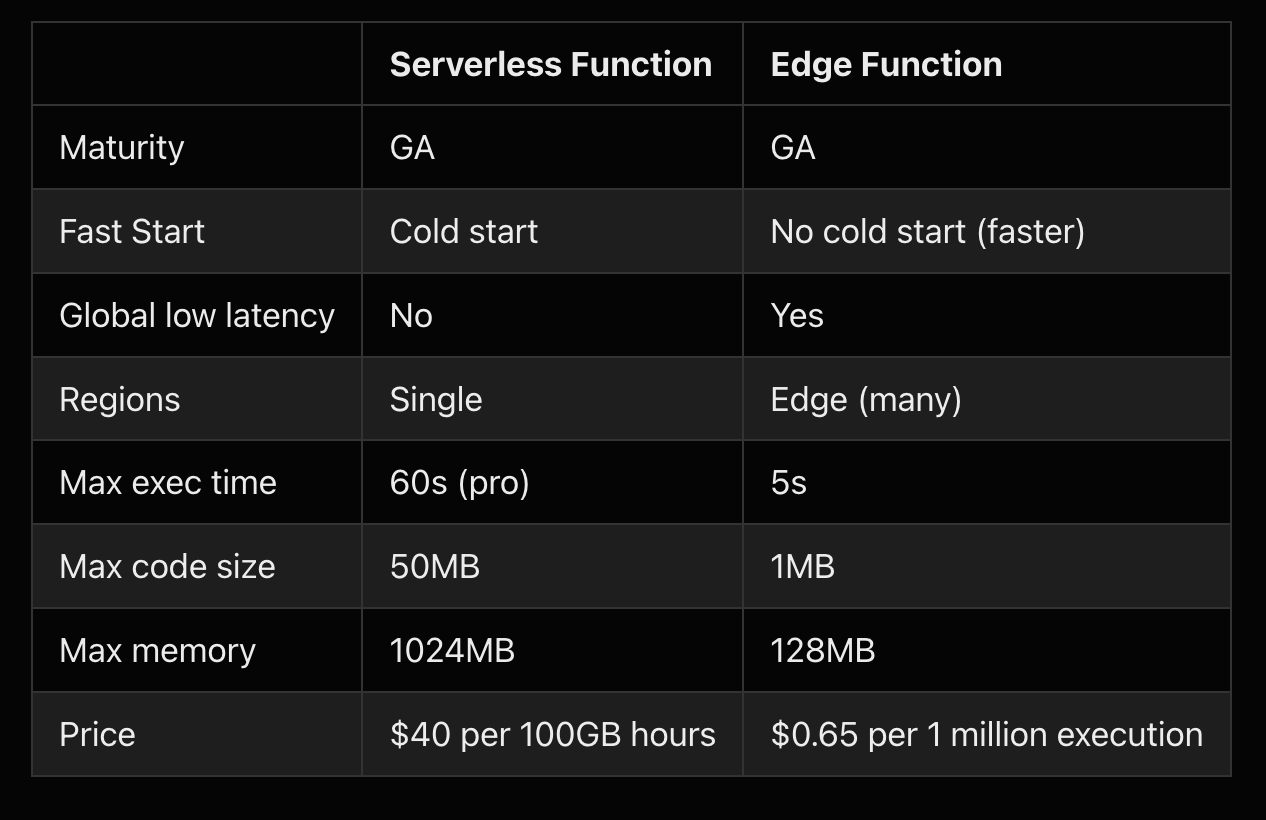 Serverless Function Edge Function
Maturity GA GA
Fast Start Cold start No cold start (faster)
Global low latency No Yes
Regions Single Edge (many)
Max exec time 60s (pro) 5s
Max code size 50MB 1MB
Max memory 1024MB 128MB
Price $40 per 100GB hours $0.65 per 1 million execution